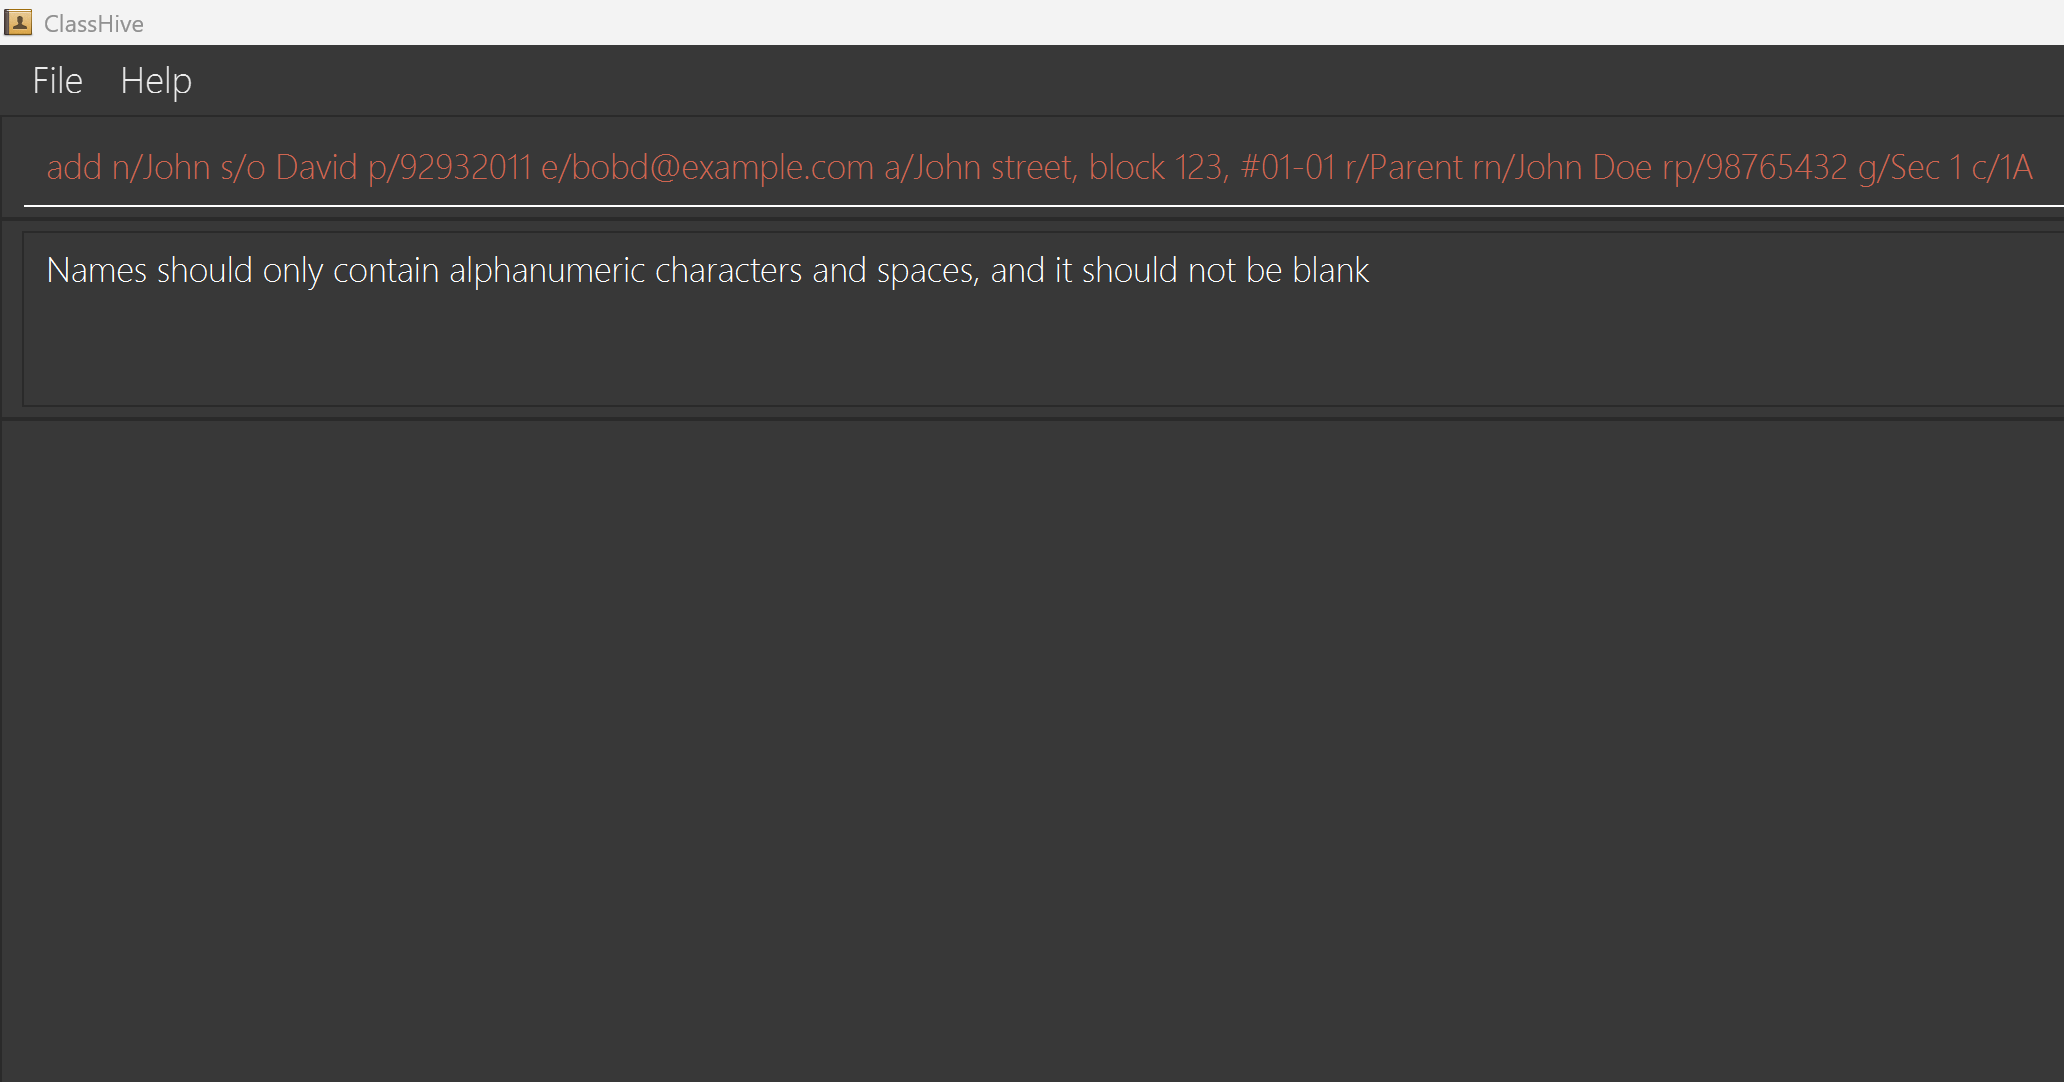 ClassHive
File Help
add n/John s/o David p/92932011 e/bobd@example.com a/John street, block 123, #01-01 r/Parent rn/John Doe rp/98765432 g/Sec 1 c/1A
Names should only contain alphanumeric characters and spaces, and it should not be blank